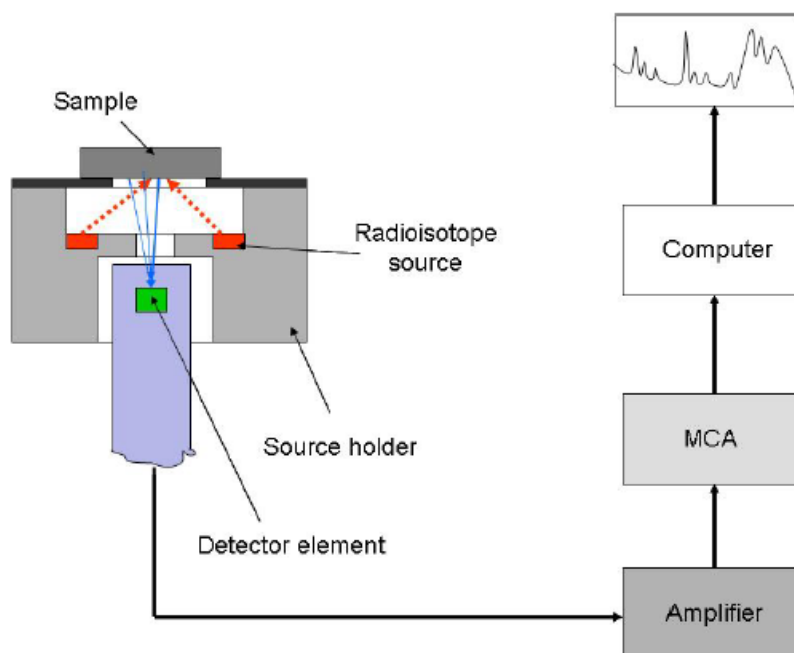 Sample
Radioisotope
source
Computer
MCA
Source holder
Detector element
Amplifier